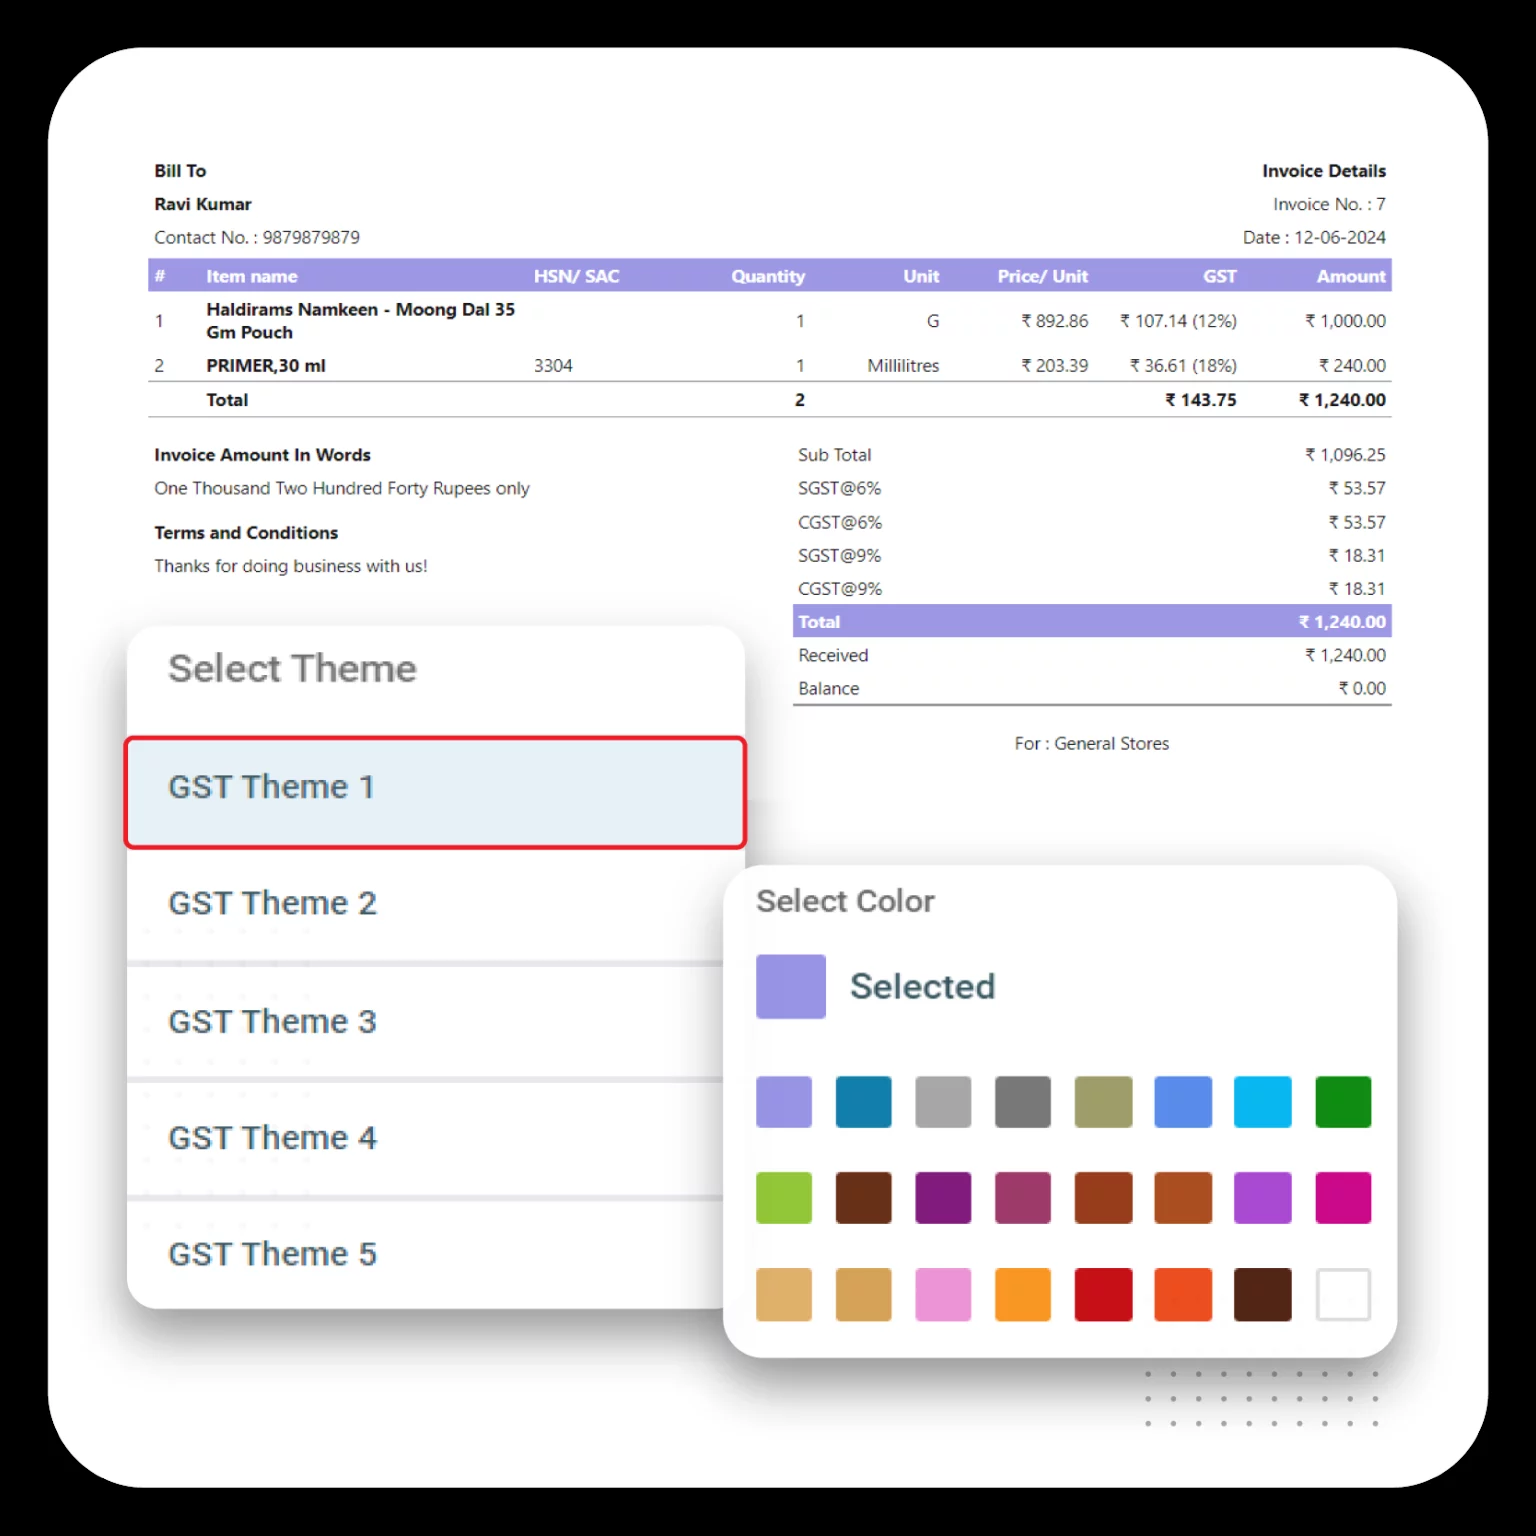 Bill To
Invoice Details
Ravi Kumar
Invoice No. : 7
Contact No. : 9879879879
Date : 12-06-2024
# Item name HSN/ SAC Quantity Unit Price/ Unit GST Amount
1 Haldirams Namkeen - Moong Dal 35 Gm Pouch 1 G ₹ 892.86 ₹ 107.14 (12%) ₹ 1,000.00
2 PRIMER,30 ml 3304 1 Millilitres ₹ 203.39 ₹ 36.61 (18%) ₹ 240.00
Total 2 ₹ 143.75 ₹ 1,240.00
Invoice Amount In Words
One Thousand Two Hundred Forty Rupees only
Terms and Conditions
Thanks for doing business with us!
Sub Total ₹ 1,096.25
SGST@6% ₹ 53.57
CGST@6% ₹ 53.57
SGST@9% ₹ 18.31
CGST@9% ₹ 18.31
Total ₹ 1,240.00
Received ₹ 1,240.00
Balance ₹ 0.00
For : General Stores
Select Theme
GST Theme 1
GST Theme 2
GST Theme 3
GST Theme 4
GST Theme 5
Select Color
Selected